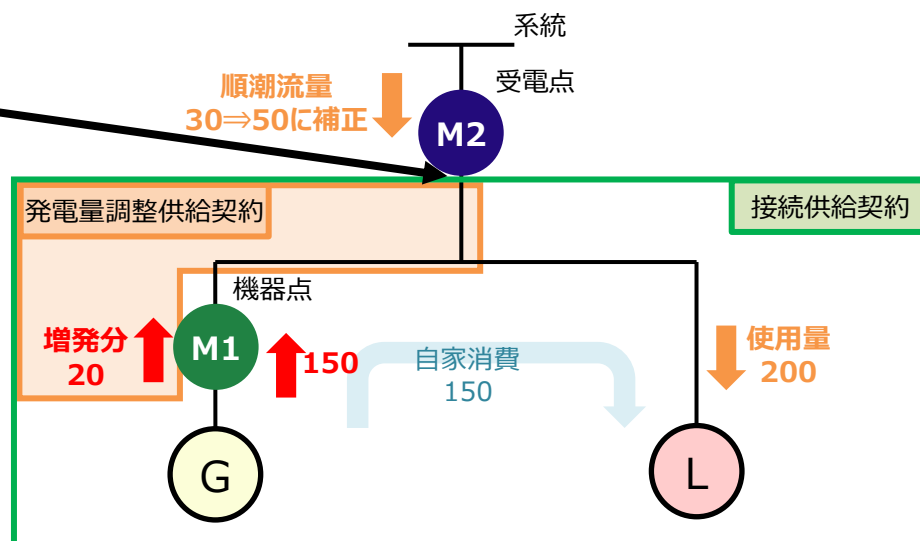 系統
受電点
順潮流量
30⇒50に補正
M2
発電量調整供給契約
接続供給契約
機器点
増発分
20
M1
150
自家消費
150
使用量
200
G
L